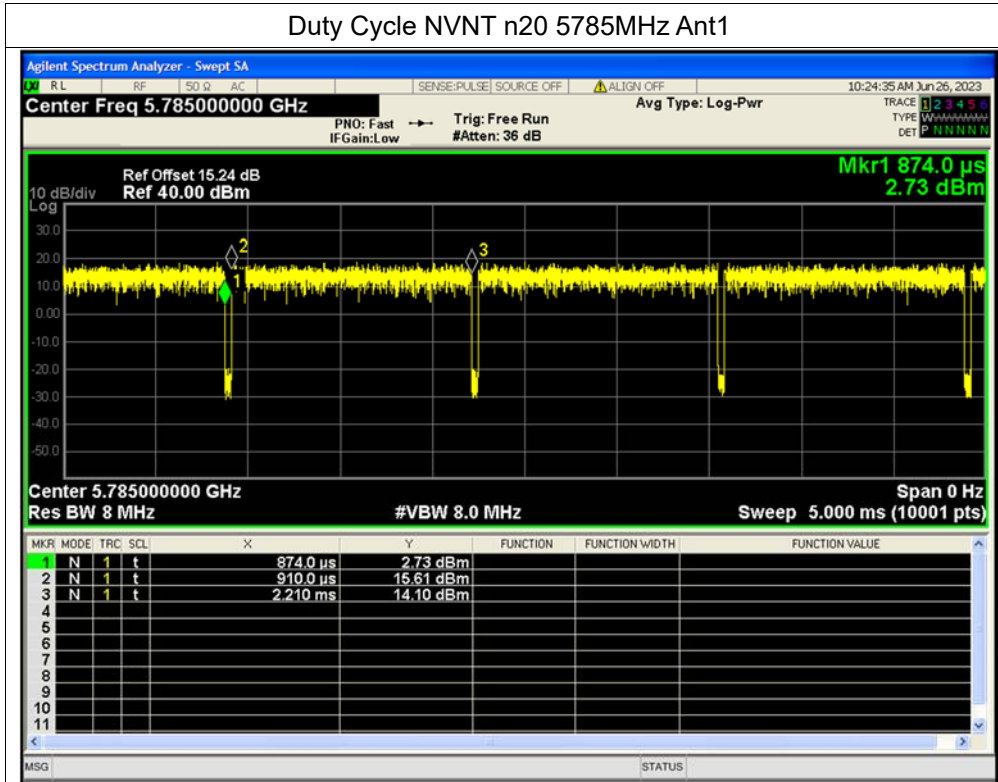 Duty Cycle NVNT n20 5785MHz Ant1
Agilent Spectrum Analyzer - Swept SA
LXI RL RF 50 Ω AC SENSE:PULSE SOURCE OFF ALIGN OFF 10:24:35 AM Jun 26, 2023
Center Freq 5.785000000 GHz Avg Type: Log-Pwr TRACE 1 2 3 4 5 6
PNO: Fast Trig: Free Run TYPE WWWWWW
IFGain:Low #Atten: 36 dB DET P N N N N N
Mkr1 874.0 µs
Ref Offset 15.24 dB
10 dB/div Ref 40.00 dBm 2.73 dBm
Log
30.0
20.0
10.0
0.00
-10.0
-20.0
-30.0
-40.0
-50.0
2
3
1
Center 5.785000000 GHz Span 0 Hz
Res BW 8 MHz #VBW 8.0 MHz Sweep 5.000 ms (10001 pts)
MKR MODE TRC SCL X Y FUNCTION FUNCTION WIDTH FUNCTION VALUE
1 N 1 t 874.0 µs 2.73 dBm
2 N 1 t 910.0 µs 15.61 dBm
3 N 1 t 2.210 ms 14.10 dBm
4
5
6
7
8
9
10
11
MSG STATUS